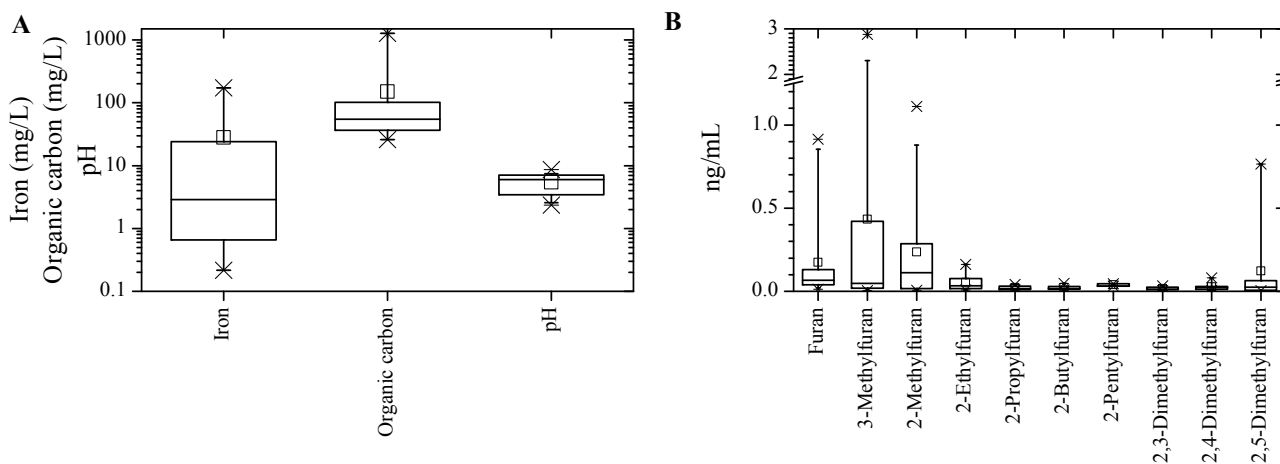 A
Iron (mg/L)
Organic carbon (mg/L)
pH
1000
100
10
1
0.1
Iron
Organic carbon
pH
B
ng/mL
3
2
1.0
0.5
0.0
Furan
3-Methylfuran
2-Methylfuran
2-Ethylfuran
2-Propylfuran
2-Butylfuran
2-Pentylfuran
2,3-Dimethylfuran
2,4-Dimethylfuran
2,5-Dimethylfuran